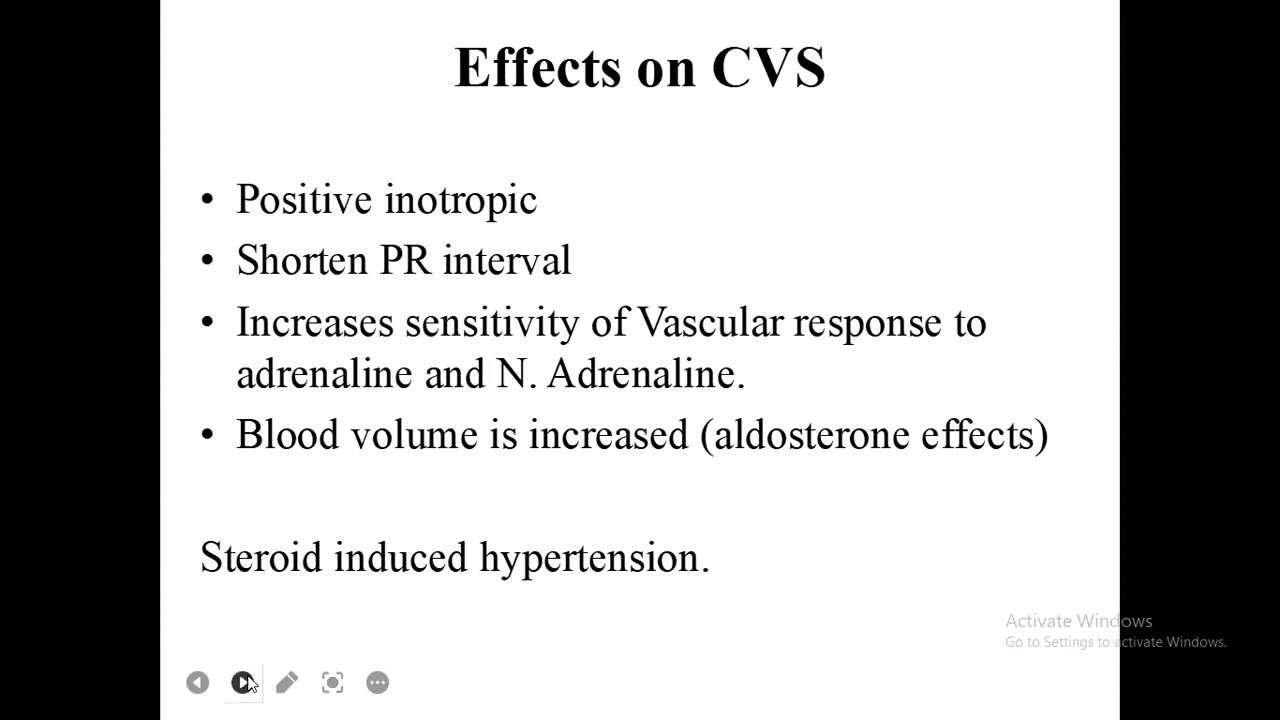 Effects on CVS
• Positive inotropic
• Shorten PR interval
• Increases sensitivity of Vascular response to
adrenaline and N. Adrenaline.
• Blood volume is increased (aldosterone effects)
Steroid induced hypertension.
Activate Windows
Go to Settings to activate Windows.